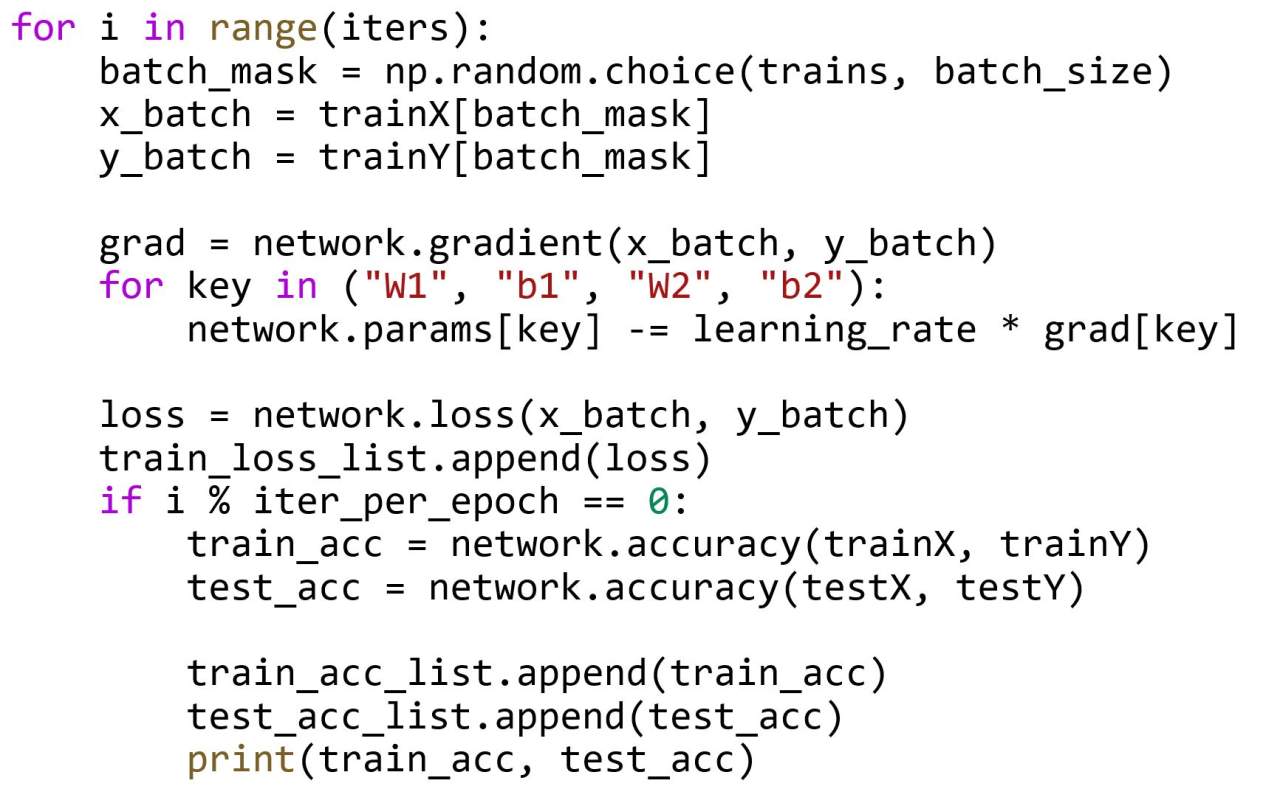 for i in range(iters):
    batch_mask = np.random.choice(trains, batch_size)
    x_batch = trainX[batch_mask]
    y_batch = trainY[batch_mask]

    grad = network.gradient(x_batch, y_batch)
    for key in ("W1", "b1", "W2", "b2"):
        network.params[key] -= learning_rate * grad[key]

    loss = network.loss(x_batch, y_batch)
    train_loss_list.append(loss)
    if i % iter_per_epoch == 0:
        train_acc = network.accuracy(trainX, trainY)
        test_acc = network.accuracy(testX, testY)

        train_acc_list.append(train_acc)
        test_acc_list.append(test_acc)
        print(train_acc, test_acc)